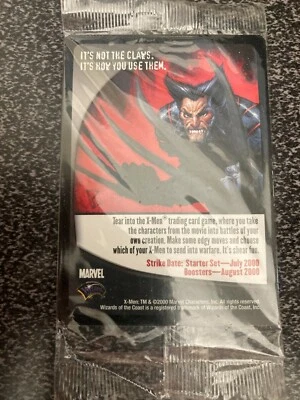 IT'S NOT THE CLAWS.
IT'S HOW YOU USE THEM.
Tear into the X-Men™ trading card game, where you take
the characters from the movie into battles of your
own creation. Make some edgy moves and choose
which of your X-Men to send into warfare. It's shear fun.
Strike Date: Starter Set—July 2000
Boosters—August 2000
MARVEL
X-Men: TM & ©2000 Marvel Characters, Inc. All rights reserved.
Wizards of the Coast is a registered trademark of Wizards of the Coast, Inc.